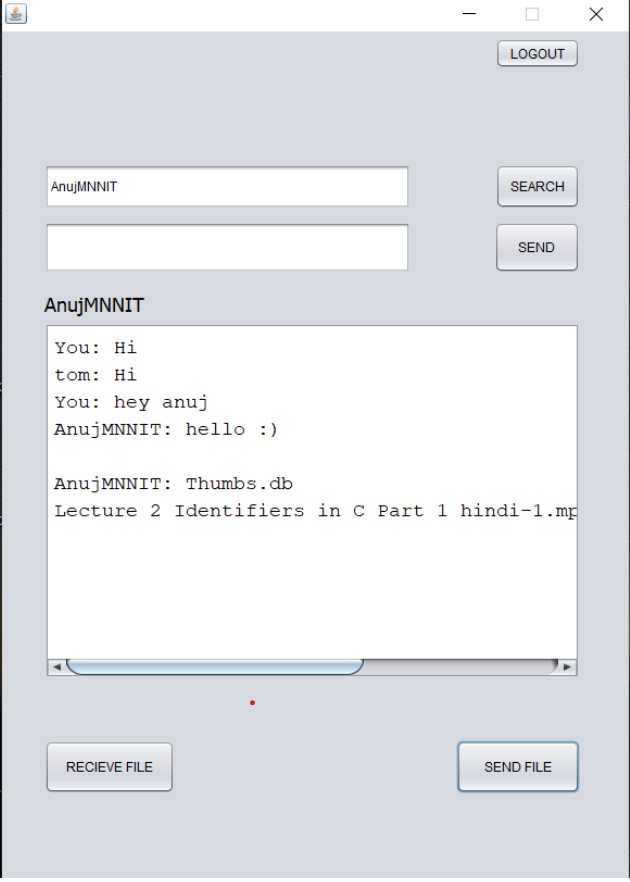 LOGOUT
AnujMNNIT
SEARCH
SEND
AnujMNNIT
You: Hi
tom: Hi
You: hey anuj
AnujMNNIT: hello :)
AnujMNNIT: Thumbs.db
Lecture 2 Identifiers in C Part 1 hindi-1.mp
RECIEVE FILE
SEND FILE